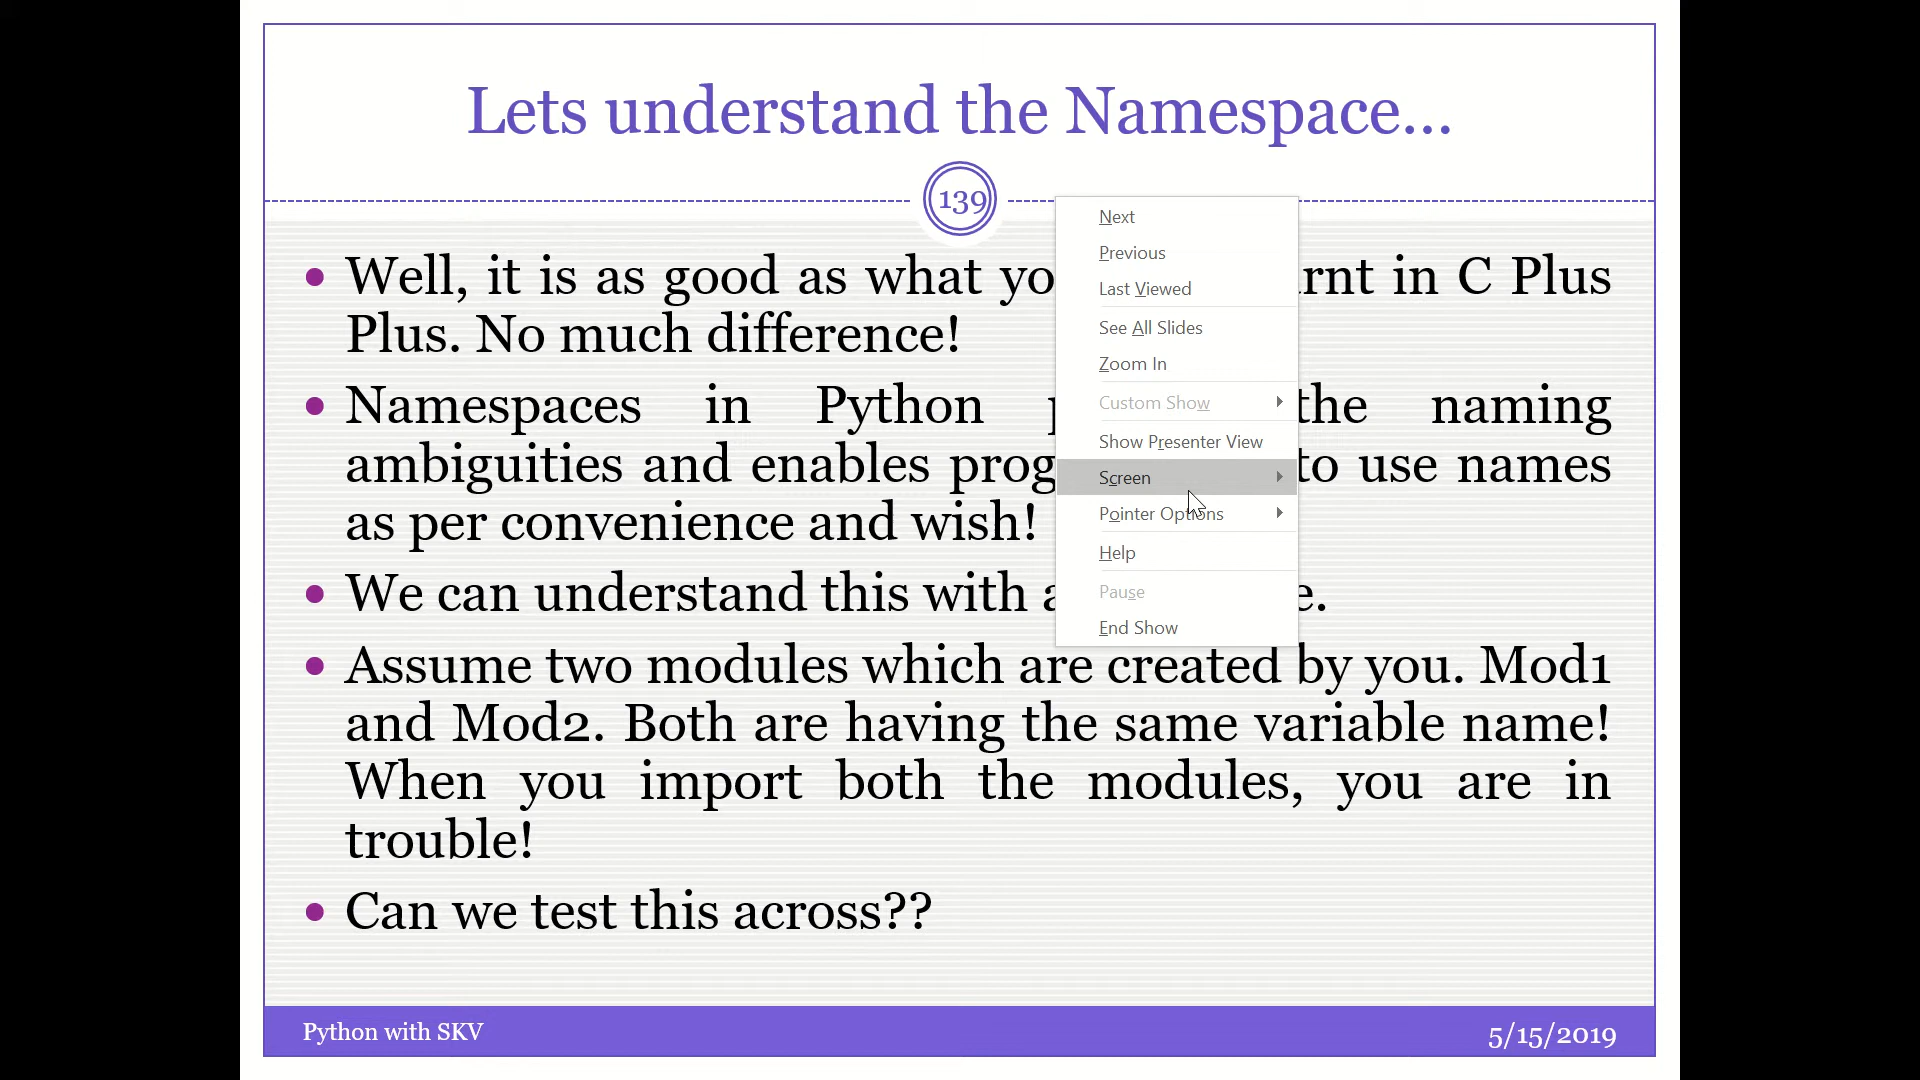 Lets understand the Namespace...
139
Well, it is as good as what yo rnt in C Plus
Plus. No much difference!
Namespaces in Python the naming
ambiguities and enables prog to use names
as per convenience and wish!
We can understand this with a e.
Assume two modules which are created by you. Mod1
and Mod2. Both are having the same variable name!
When you import both the modules, you are in
trouble!
Can we test this across??
Next
Previous
Last Viewed
See All Slides
Zoom In
Custom Show
Show Presenter View
Screen
Pointer Options
Help
Pause
End Show
Python with SKV
5/15/2019